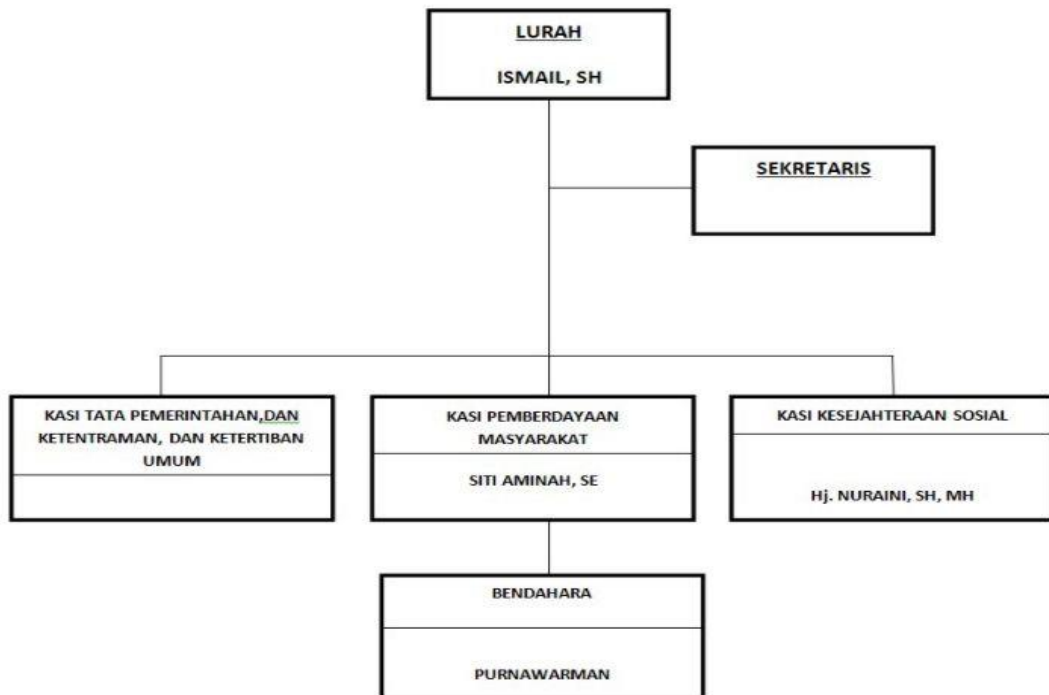 LURAH
ISMAIL, SH
SEKRETARIS
KASI TATA PEMERINTAHAN,DAN
KETENTRAMAN, DAN KETERTIBAN
UMUM
KASI PEMBERDAYAAN
MASYARAKAT
SITI AMINAH, SE
KASI KESEJAHTERAAN SOSIAL
Hj. NURAINI, SH, MH
BENDAHARA
PURNAWARMAN